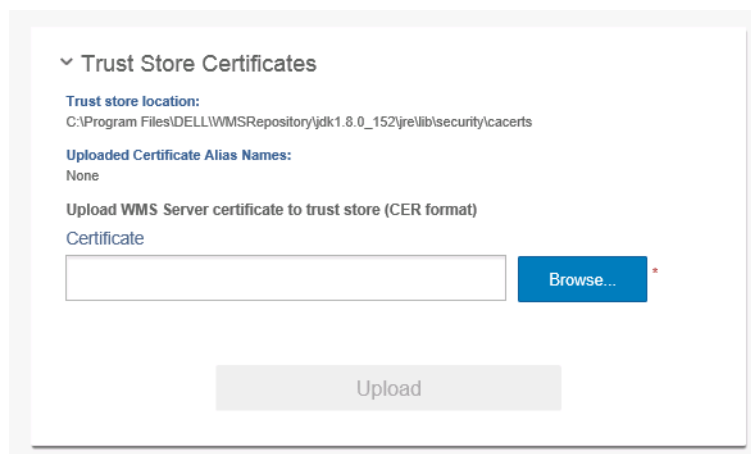 Trust Store Certificates
Trust store location:
C:\Program Files\DELL\WMSRepository\jdk1.8.0_152\jre\lib\security\cacerts
Uploaded Certificate Alias Names:
None
Upload WMS Server certificate to trust store (CER format)
Certificate
Browse... *
Upload